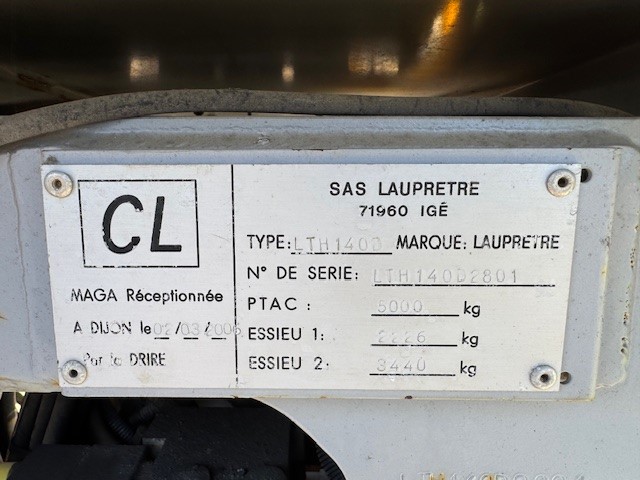 CL
MAGA Réceptionnée
A DIJON le 02/03/2006
Par la DRIRE
SAS LAUPRETRE
71960 IGÉ
TYPE: LTH140D MARQUE: LAUPRETRE
N° DE SERIE: LTH140D2801
PTAC : 5000 kg
ESSIEU 1: 2226 kg
ESSIEU 2: 3440 kg